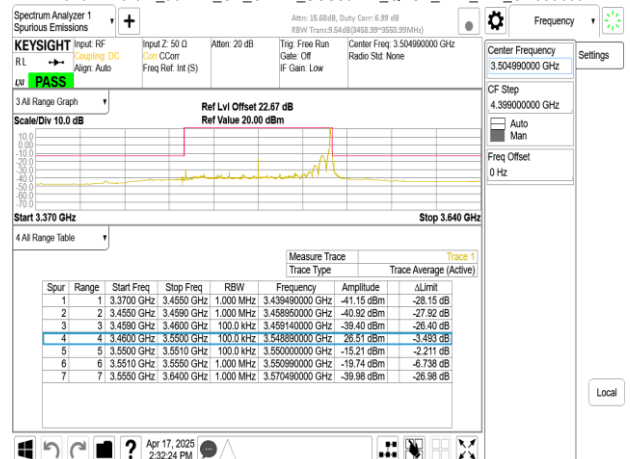 Spectrum Analyzer 1
Spurious Emissions
Attn: 15.68dB, Duty Corr: 6.99 dB
RBW Trans:9.54dB(3458.99~3550.99MHz)
Frequency
KEYSIGHT
RL
LXI
PASS
Input: RF
Coupling: DC
Align: Auto
Input Z: 50 Ω
Corr CCorr
Freq Ref: Int (S)
Atten: 20 dB
Trig: Free Run
Gate: Off
IF Gain: Low
Center Freq: 3.504990000 GHz
Radio Std: None
Center Frequency
3.504990000 GHz
Settings
CF Step
4.399000000 GHz
Auto
Man
Freq Offset
0 Hz
3 All Range Graph
Scale/Div 10.0 dB
Ref Lvl Offset 22.67 dB
Ref Value 20.00 dBm
10.0
0.00
-10.0
-20.0
-30.0
-40.0
-50.0
-60.0
-70.0
Start 3.370 GHz
Stop 3.640 GHz
4 All Range Table
Measure Trace Trace 1
Trace Type Trace Average (Active)
Spur Range Start Freq Stop Freq RBW Frequency Amplitude ΔLimit
1 1 3.3700 GHz 3.4550 GHz 1.000 MHz 3.439490000 GHz -41.15 dBm -28.15 dB
2 2 3.4550 GHz 3.4590 GHz 1.000 MHz 3.458950000 GHz -40.92 dBm -27.92 dB
3 3 3.4590 GHz 3.4600 GHz 100.0 kHz 3.459140000 GHz -39.40 dBm -26.40 dB
4 4 3.4600 GHz 3.5500 GHz 100.0 kHz 3.548890000 GHz 26.51 dBm -3.493 dB
5 5 3.5500 GHz 3.5510 GHz 100.0 kHz 3.550000000 GHz -15.21 dBm -2.211 dB
6 6 3.5510 GHz 3.5550 GHz 1.000 MHz 3.550990000 GHz -19.74 dBm -6.738 dB
7 7 3.5550 GHz 3.6400 GHz 1.000 MHz 3.570490000 GHz -39.98 dBm -26.98 dB
Local
Apr 17, 2025
2:32:24 PM